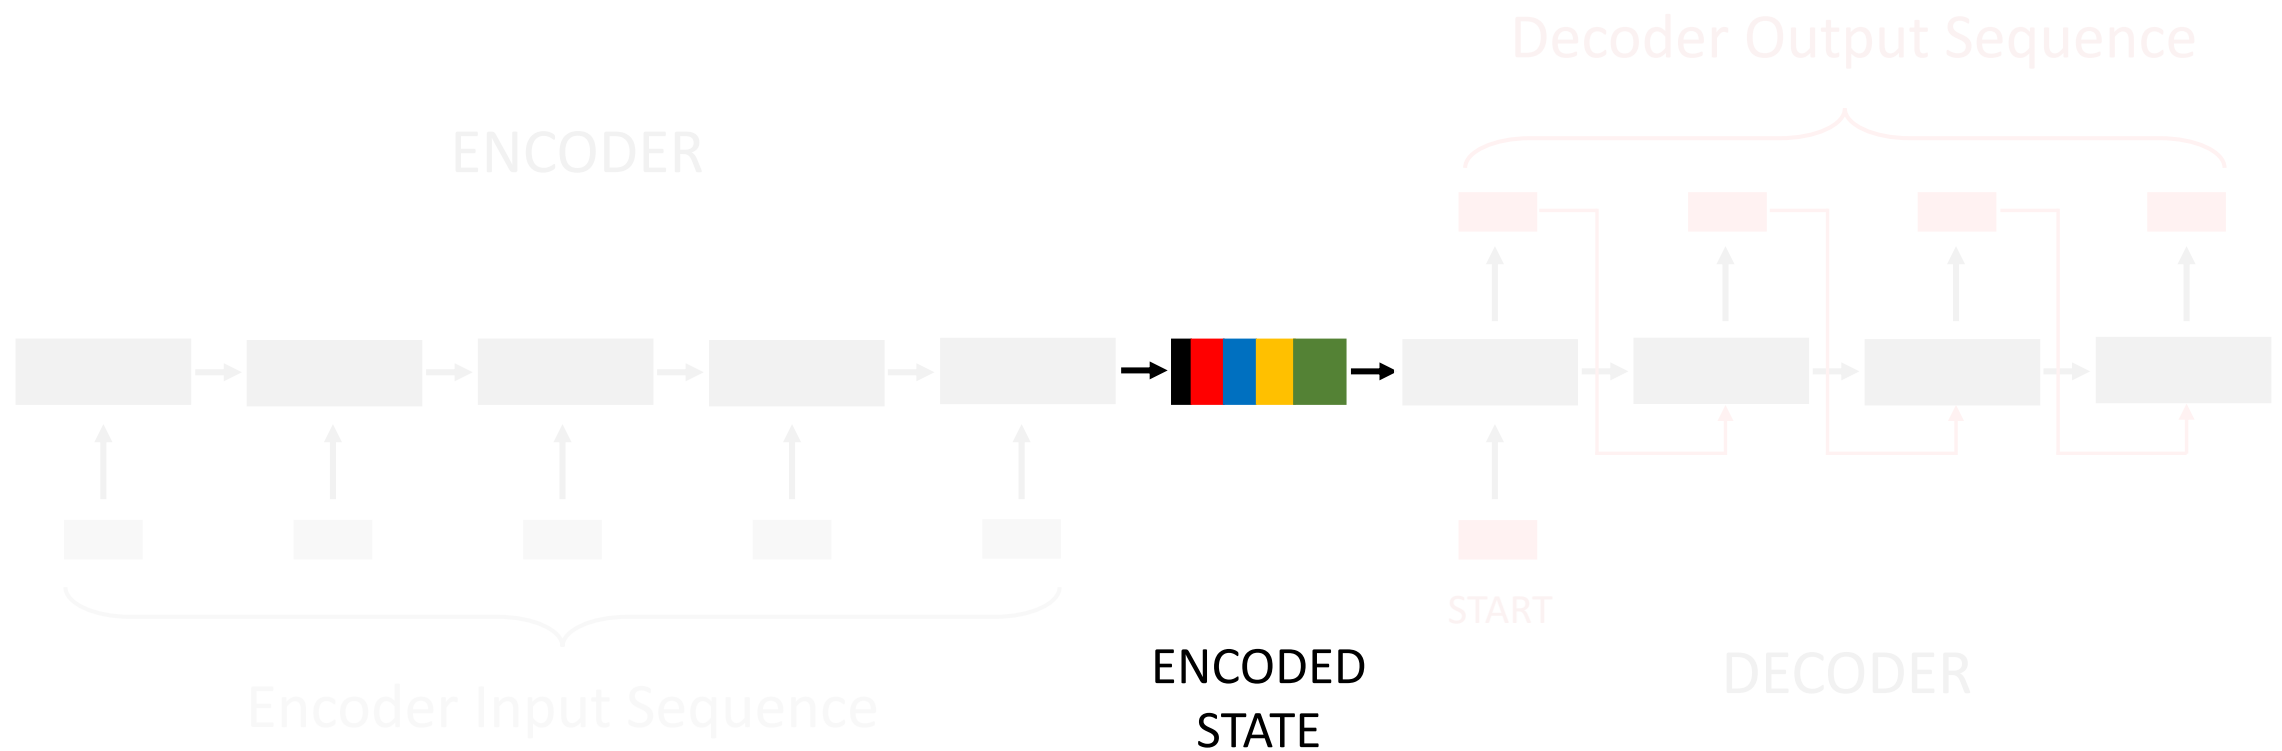 Decoder Output Sequence
ENCODER
START
ENCODED
STATE
DECODER
Encoder Input Sequence